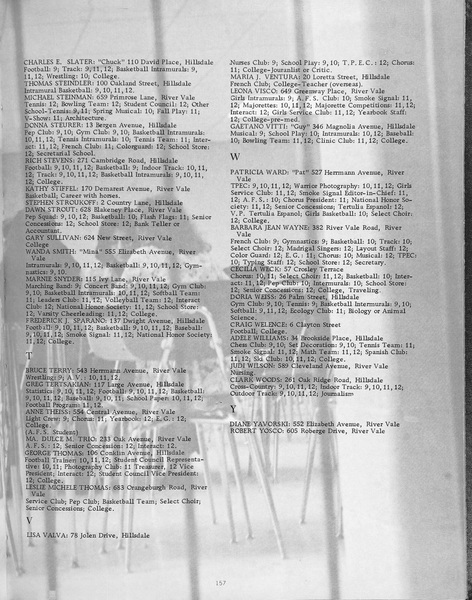 CHARLES E. SLATER: "Chuck" 110 David Place, Hillsdale
Football: 9; Track: 9, 11, 12; Basketball Intramurals: 9,
11, 12; Wrestling: 10; College.
THOMAS STEINDLER: 100 Oakland Street, Hillsdale
Intramural Basketball: 9, 10, 11, 12.
MICHAEL STEINMAN: 659 Primrose Lane, River Vale
Tennis: 12; Bowling Team: 12; Student Council: 12; Other
School-Tennis: 9, 11; Spring Musical: 10; Fall Play: 11;
V-Show: 11; Architecture.
DONNA STEURER: 13 Bergen Avenue, Hillsdale
Pep Club: 9, 10; Gym Club: 9, 10; Basketball Intramurals:
10, 11, 12; Tennis Intramurals: 10; Tennis Team: 11; Inter-
act: 11, 12; French Club: 11; Colorguard: 12; School Store:
12; Secretarial School.
RICH STEVENS: 271 Cambridge Road, Hillsdale
Football: 9, 10, 11, 12; Basketball: 9; Indoor Track: 10, 11,
12; Track: 9, 10, 11, 12; Basketball Intramurals: 9, 10, 11,
12; College.
KATHY STIEFEL: 170 Demarest Avenue, River Vale
Basketball; Career with horses.
STEPHEN STROUKOFF: 2 Country Lane, Hillsdale
DAWN STROUT: 628 Blakeney Place, River Vale
Pep Squad: 9, 10, 12; Basketball: 10; Flash Flags: 11; Senior
Concessions: 12; School Store: 12; Bank Teller or
Accountant.
GARY SULLIVAN: 624 New Street, River Vale
College
WANDA SMITH: "Mina" 555 Elizabeth Avenue, River
Vale
Intramurals: 9, 10, 11, 12; Basketball: 9, 10, 11, 12; Gym-
nastics: 9, 10.
MARNIE SNYDER: 115 Ivy Lane, River Vale
Marching Band: 9; Concert Band: 9, 10, 11, 12; Gym Club:
9, 10; Basketball Intramurals: 10, 11, 12; Softball Team:
11; Leaders Club: 11, 12; Volleyball Team: 12; Interact
Club: 12; National Honor Society: 11, 12; School Store:
12; Varsity Cheerleading: 11, 12; College.
FREDERICK J. SPARANO: 137 Dwight Avenue, Hillsdale
Football: 9, 10, 11, 12; Basketball: 9, 10, 11, 12; Baseball:
9, 10, 11, 12; Smoke Signal: 11, 12; National Honor Society:
11, 12; College.
T
BRUCE TERRY: 543 Herrmann Avenue, River Vale
Wrestling: 9; A.V.: 10, 11, 12.
GREG TERTSAKIAN: 117 Large Avenue, Hillsdale
Statistics: 9, 10, 11, 12; Football: 9, 10, 11, 12; Basketball:
9, 10, 11, 12; Baseball: 9, 10, 11; School Paper: 10, 11, 12;
Football Program: 11, 12.
ANNE THEISS: 554 Central Avenue, River Vale
Light Crew: 9; Chorus: 11; Yearbook: 12; E.G.: 12;
College.
(A.F.S. Student)
MA. DULCE M. TRIO: 233 Oak Avenue, River Vale
A.F.S.: 12; Senior Concession: 12; Interact: 12.
GEORGE THOMAS: 106 Conklin Avenue, Hillsdale
Football Trainer: 10, 11, 12; Student Council Representa-
tive: 10, 11; Photography Club: 11 Treasurer, 12 Vice
President; Interact: 12; Student Council Vice President:
12; College.
LESLIE MICHELE THOMAS: 683 Orangeburgh Road, River
Vale
Service Club; Pep Club; Basketball Team; Select Choir;
Senior Concessions; College.
V
LISA VALVA: 78 Jolen Drive, Hillsdale
Numes Club: 9; School Play: 9, 10; T.P.E.C.: 12; Chorus:
11; College-Journalist or Critic.
MARIA J. VENTURA: 20 Loretta Street, Hillsdale
French Club; College-Teacher (overseas).
LEONA VISCO: 649 Greenway Place, River Vale
Girls Intramurals: 9; A.F.S. Club: 10; Smoke Signal: 11,
12; Majorettes: 10, 11, 12; Majorette Competitions: 11, 12;
Interact: 12; Girls Service Club: 11, 12; Yearbook Staff:
12; College-pre-med.
GAETANO VITTI: "Guy" 346 Magnolia Avenue, Hillsdale
Musical: 9; School Play: 10; Intramurals: 10, 12; Baseball:
10; Bowling Team: 11, 12; Clinic Club: 11, 12; College.
W
PATRICIA WARD: "Pat" 527 Herrmann Avenue, River
Vale
TPEC: 9, 10, 11, 12; Warrior Photography: 10, 11, 12; Girls
Service Club: 11, 12; Smoke Signal Editor-in-Chief: 11,
12; A.F.S.: 10; Chorus President: 11; National Honor So-
ciety: 11, 12; Senior Concessions; Tertulia Español: 12;
V.P. Tertulia Espanol; Girls Basketball: 10; Select Choir:
12; College.
BARBARA JEAN WAYNE: 382 River Vale Road, River
Vale
French Club: 9; Gymnastics: 9; Basketball: 10; Track: 10;
Select Choir: 12; Madrigal Singers: 12; Layout Staff: 12;
Color Guard: 12; E.G.: 11; Chorus: 10; Musical: 12; TPEC:
10; Typing Staff: 12; School Store: 12; Secretary.
CECILIA WECK: 57 Crosley Terrace
Chorus: 10, 11; Select Choir: 11, 12; Basketball: 10; Inter-
act: 11, 12; Pep Club: 10; Intermurals: 10; School Store:
12; Senior Concessions: 12; College, Traveling.
DORIA WEISS: 26 Palm Street, Hillsdale
Gym Club: 9, 10; Tennis: 9; Basketball Intermurals: 9, 10;
Softball: 9, 11, 12; Ecology Club: 11; Biology or Animal
Science.
CRAIG WELENCE: 6 Clayton Street
Football; College.
ADELE WILLIAMS: 34 Brookside Place, Hillsdale
Chess Club: 9, 10; Set Decorations: 9, 10; Tennis Team: 11;
Smoke Signal: 11, 12; Math Team: 11, 12; Spanish Club:
11, 12; Ski Club: 10, 11, 12; College.
JUDI WILSON: 589 Cleveland Avenue, River Vale
Nursing.
CLARK WOODS: 261 Oak Ridge Road, Hillsdale
Cross-Country: 9, 10, 11, 12; Indoor Track: 9, 10, 11, 12;
Outdoor Track: 9, 10, 11, 12; Journalism
Y
DIANE YAVORSKI: 552 Elizabeth Avenue, River Vale
ROBERT YOSCO: 605 Roberge Drive, River Vale
157